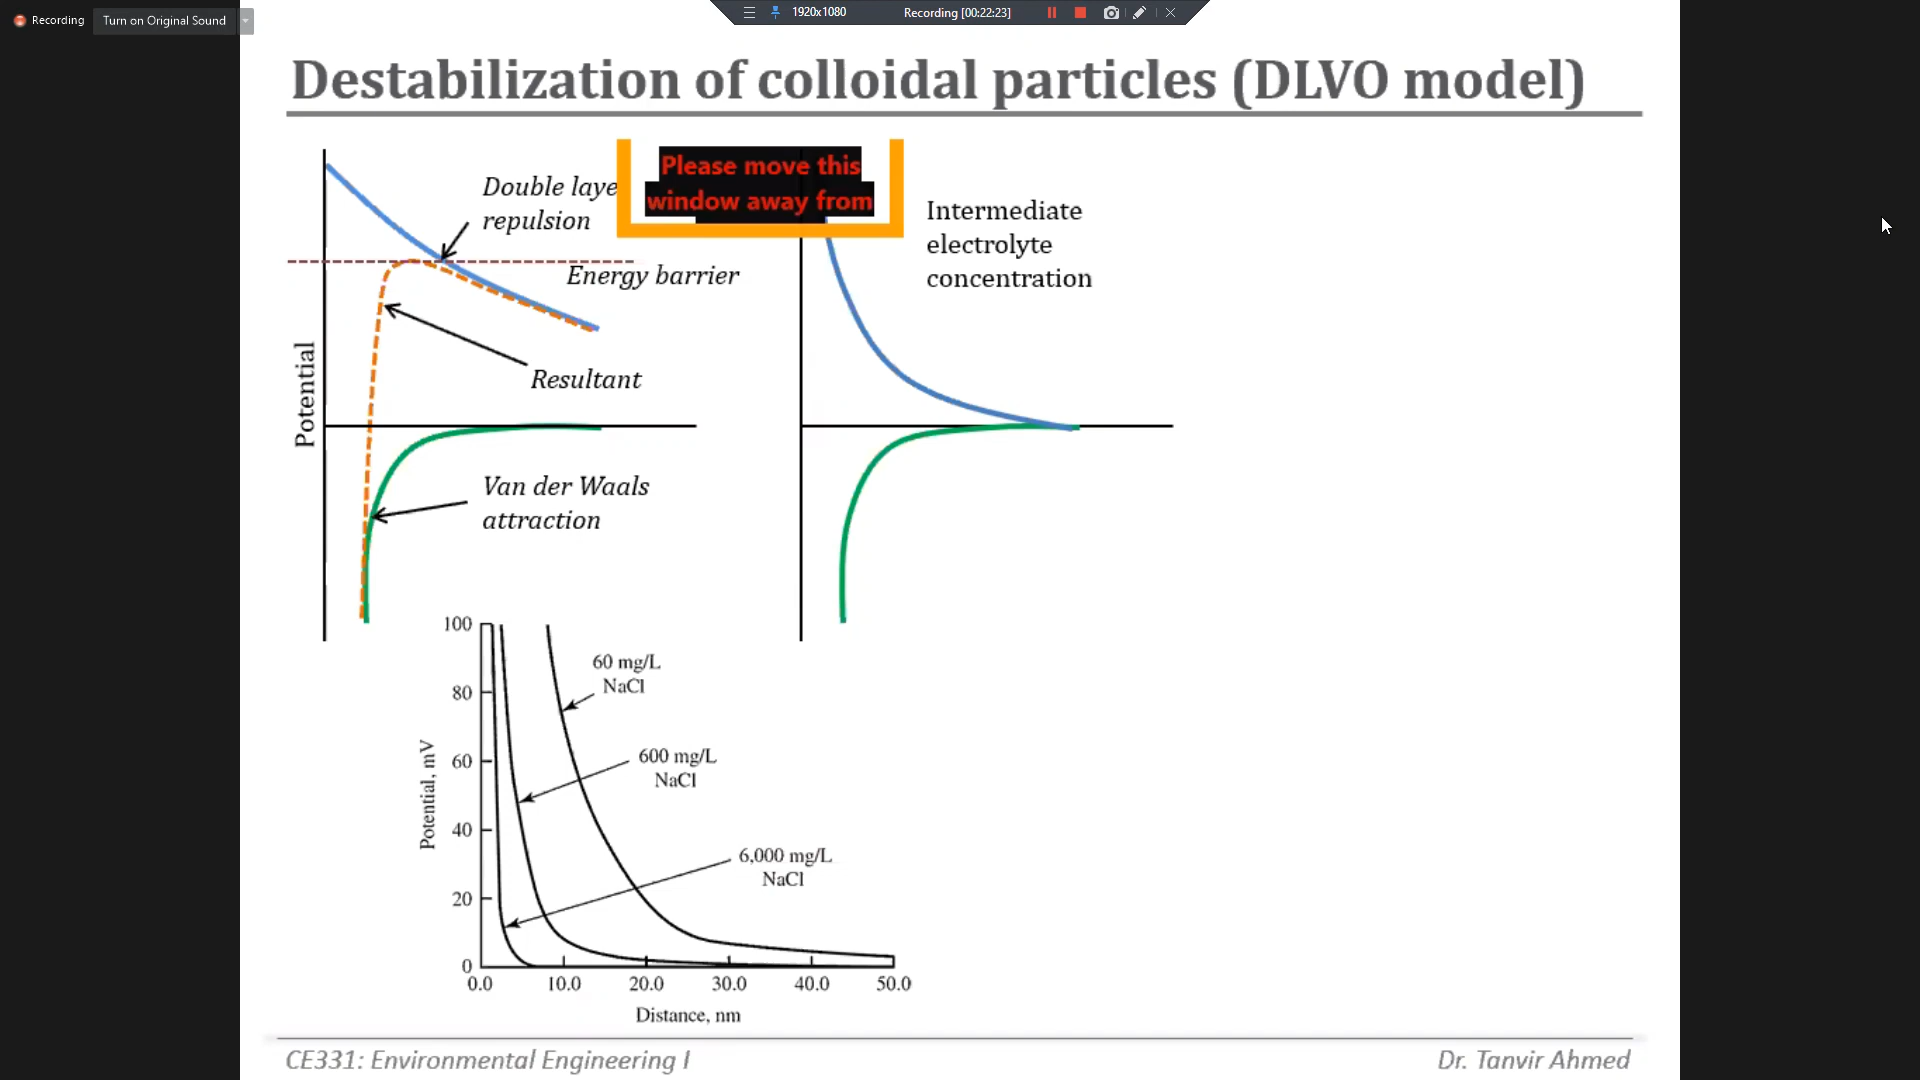 Recording
Turn on Original Sound
1920x1080
Recording [00:22:23]
Destabilization of colloidal particles (DLVO model)
Please move this
window away from
Double laye
repulsion
Energy barrier
Resultant
Potential
Van der Waals
attraction
Intermediate
electrolyte
concentration
100
80
60
40
20
0
Potential, mV
60 mg/L
NaCl
600 mg/L
NaCl
6,000 mg/L
NaCl
0.0 10.0 20.0 30.0 40.0 50.0
Distance, nm
CE331: Environmental Engineering I
Dr. Tanvir Ahmed